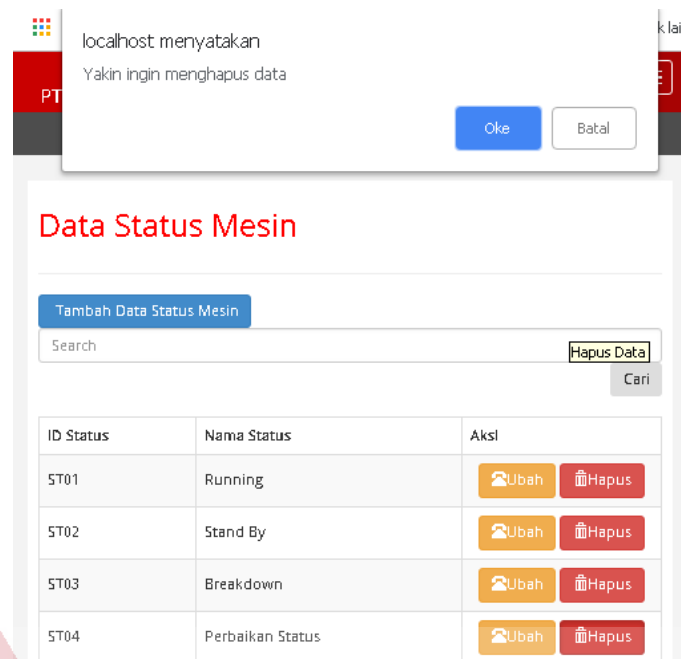 k lai
localhost menyatakan
Yakin ingin menghapus data
PT
Oke Batal
Data Status Mesin
Tambah Data Status Mesin
Search
Hapus Data
Cari
ID Status Nama Status Aksi
ST01 Running Ubah Hapus
ST02 Stand By Ubah Hapus
ST03 Breakdown Ubah Hapus
ST04 Perbaikan Status Ubah Hapus